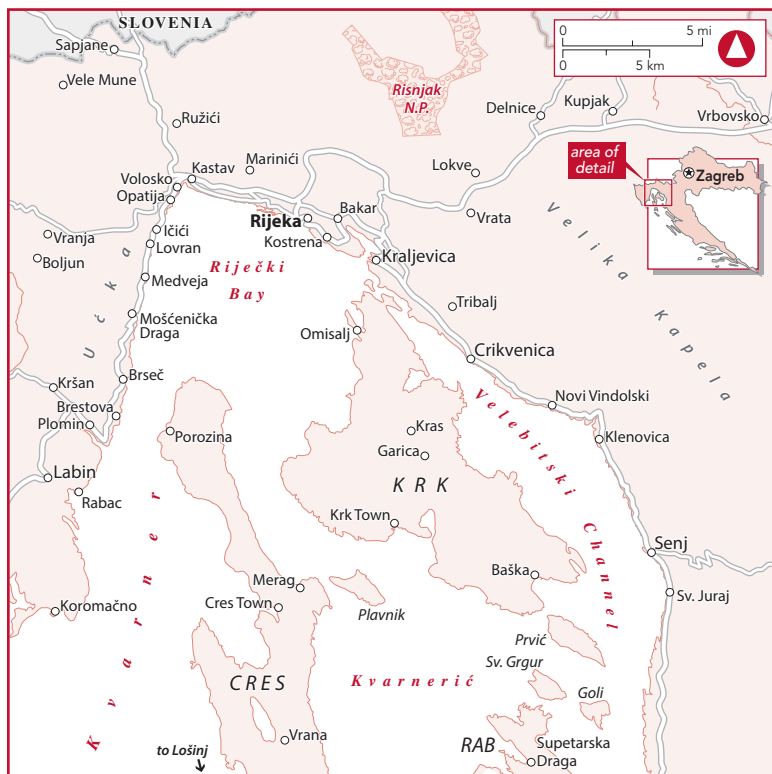 SLOVENIA
Sapjane
0
5 mi
0
5 km
Vele Mune
Risnjak
N.P.
Delnice
Kupjak
Vrbovsko
Ružići
area of
detail
Zagreb
Marinići
Kastav
Volosko
Opatija
Lokve
Rijeka
Bakar
Vrata
Kostrena
Vranja
Ičići
Lovran
Boljun
Kraljevica
Velika Kapela
Riječki
Bay
Učka
Medveja
Tribalj
Mošćenička
Draga
Omisalj
Crikvenica
Kršan
Brseč
Novi Vindolski
Brestova
Plomin
Velebitski Channel
Porozina
Kras
Klenovica
Garica
Labin
KRK
Rabac
Kvarner
Krk Town
Senj
Baška
Merag
Sv. Juraj
Cres Town
Plavnik
Koromačno
Prvić
Sv. Grgur
CRES
Kvarnerić
Goli
Vrana
RAB
Supetarska
Draga
to Lošinj